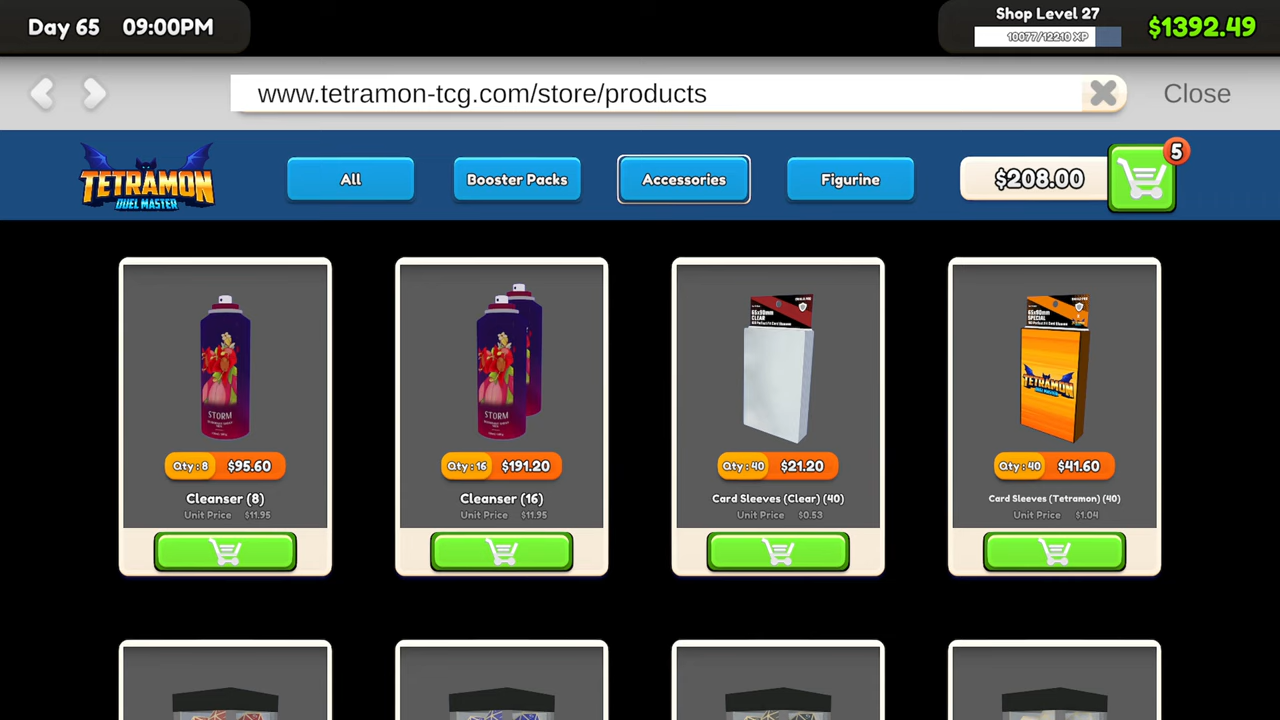 Day 65 09:00PM
Shop Level 27
10077/12210 XP
$1392.49
www.tetramon-tcg.com/store/products
Close
TETRAMON
DUEL MASTER
All
Booster Packs
Accessories
Figurine
$208.00
5
STORM
Qty : 8 $95.60
Cleanser (8)
Unit Price $11.95
STORM
Qty : 16 $191.20
Cleanser (16)
Unit Price $11.95
65x90mm
CLEAR
Qty : 40 $21.20
Card Sleeves (Clear) (40)
Unit Price $0.53
65x90mm
SPECIAL
TETRAMON
Qty : 40 $41.60
Card Sleeves (Tetramon) (40)
Unit Price $1.04